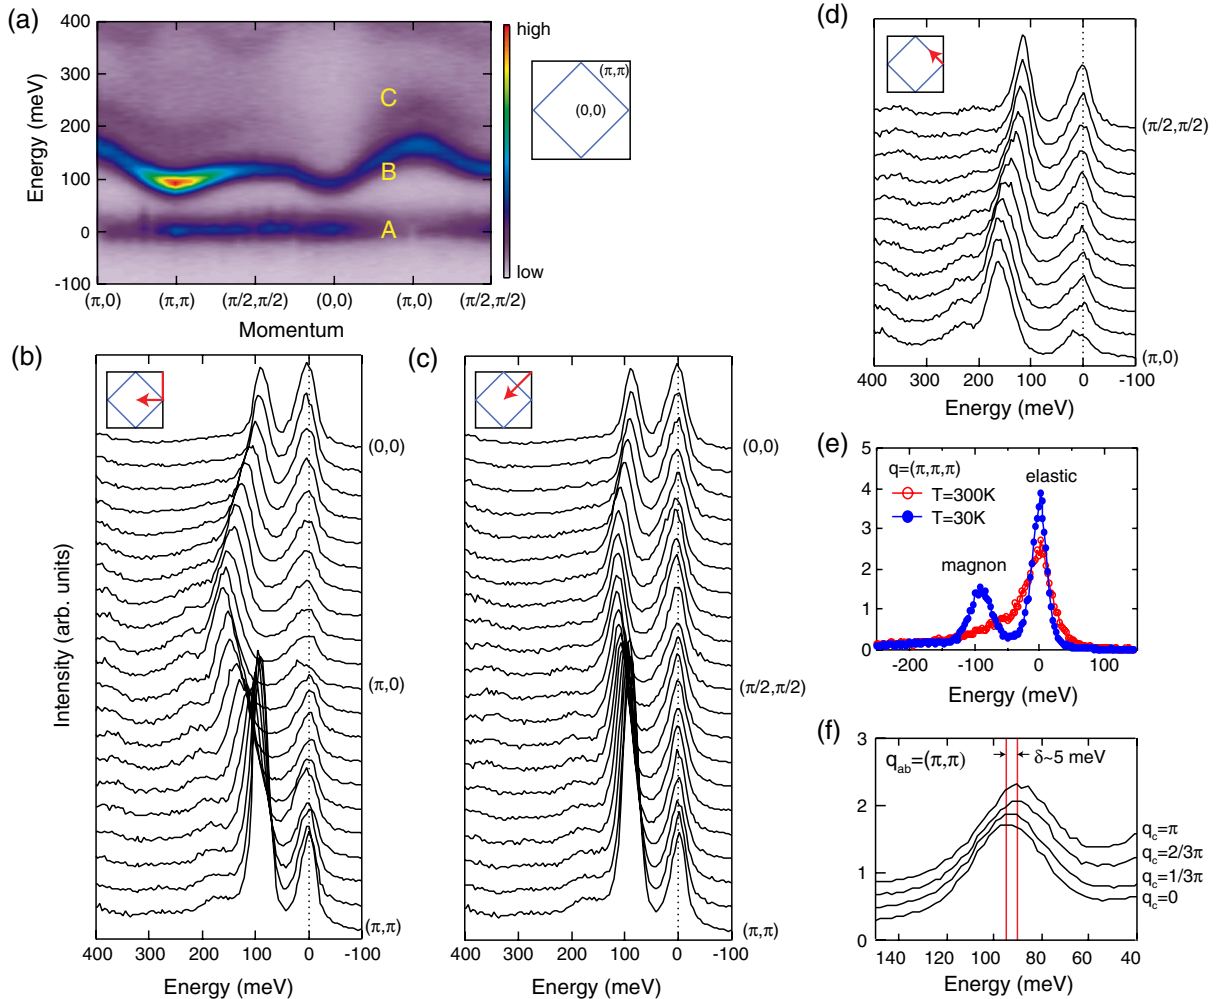 (a)
400
300
200
100
0
-100
Energy (meV)
C
B
A
(π,0)
(π,π)
(π/2,π/2)
(0,0)
(π,0)
(π/2,π/2)
Momentum
high
low
(π,π)
(0,0)
(b)
(0,0)
(π,0)
(π,π)
Intensity (arb. units)
400
300
200
100
0
-100
Energy (meV)
(c)
(0,0)
(π/2,π/2)
(π,π)
400
300
200
100
0
-100
Energy (meV)
(d)
(π/2,π/2)
(π,0)
400
300
200
100
0
-100
Energy (meV)
(e)
5
4
3
2
1
0
q=(π,π,π)
T=300K
T=30K
elastic
magnon
-200
-100
0
100
Energy (meV)
(f)
3
2
1
0
q_ab=(π,π)
δ~5 meV
q_c=π
q_c=2/3π
q_c=1/3π
q_c=0
140
120
100
80
60
40
Energy (meV)